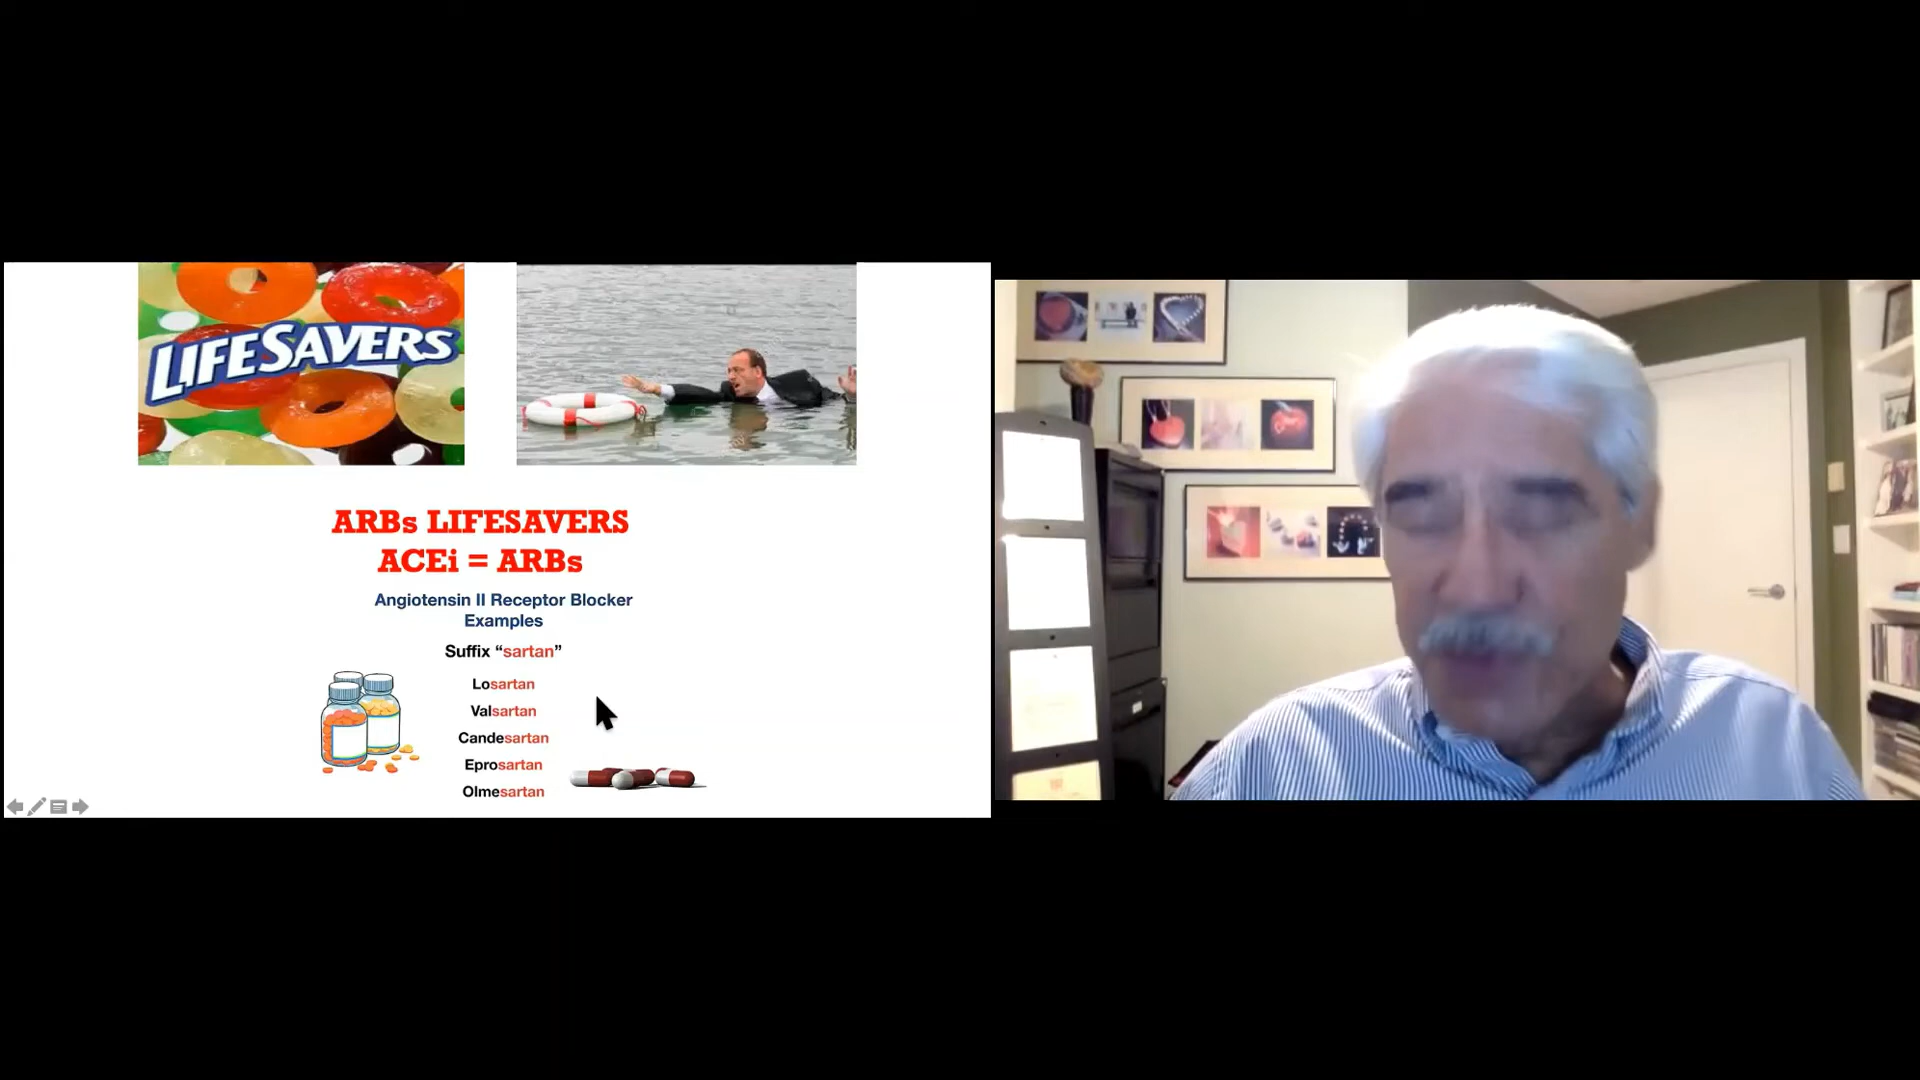 LIFESAVERS
ARBs LIFESAVERS
ACEi = ARBs
Angiotensin II Receptor Blocker
Examples
Suffix “sartan”
Losartan
Valsartan
Candesartan
Eprosartan
Olmesartan